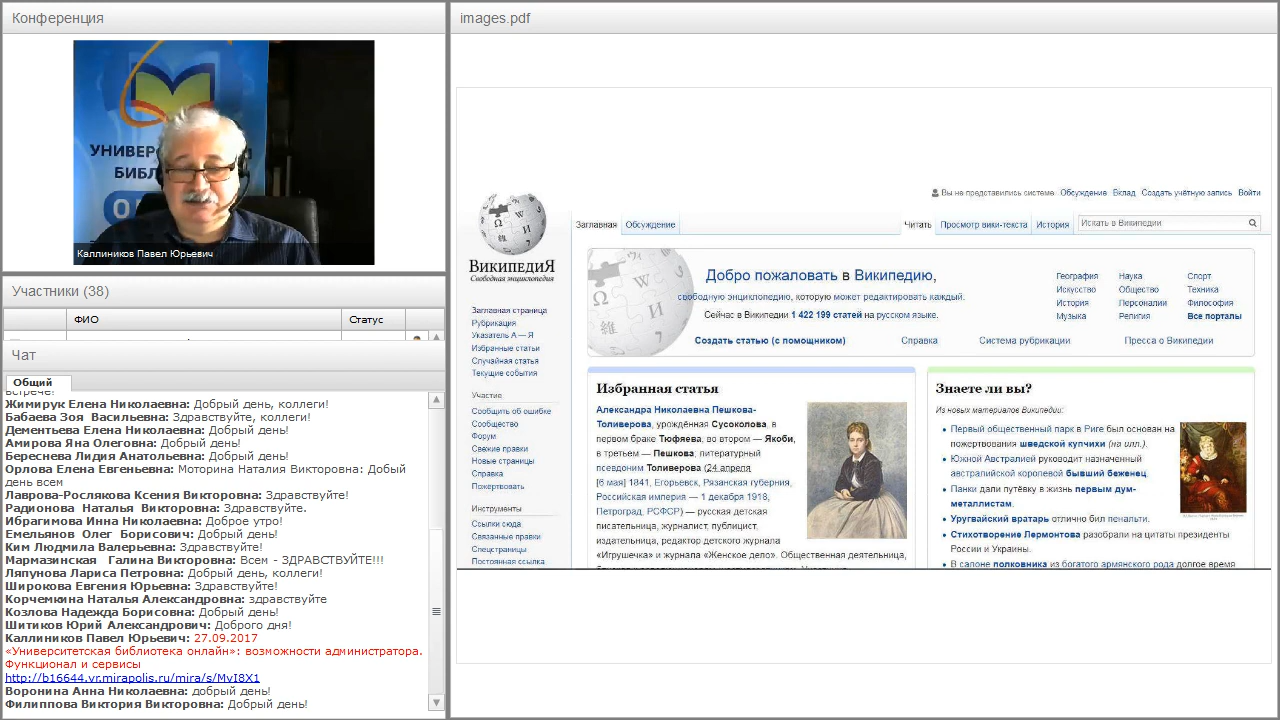 Конференция
УНИВЕР
БИБЛ
Каллиников Павел Юрьевич
Участники (38)
ФИО
Статус
Чат
Общий
встрече!
Жимирук Елена Николаевна: Добрый день, коллеги!
Бабаева Зоя Васильевна: Здравствуйте, коллеги!
Дементьева Елена Николаевна: Добрый день!
Амирова Яна Олеговна: Добрый день!
Береснева Лидия Анатольевна: Добрый день!
Орлова Елена Евгеньевна: Моторина Наталия Викторовна: Добый
день всем
Лаврова-Рослякова Ксения Викторовна: Здравствуйте!
Радионова Наталья Викторовна: Здравствуйте.
Ибрагимова Инна Николаевна: Доброе утро!
Емельянов Олег Борисович: Добрый день!
Ким Людмила Валерьевна: Здравствуйте!
Мармазинская Галина Викторовна: Всем - ЗДРАВСТВУЙТЕ!!!
Ляпунова Лариса Петровна: Добрый день, коллеги!
Широкова Евгения Юрьевна: Здравствуйте!
Корчемкина Наталья Александровна: здравствуйте
Козлова Надежда Борисовна: Добрый день!
Шитиков Юрий Александрович: Доброго дня!
Каллиников Павел Юрьевич: 27.09.2017
«Университетская библиотека онлайн»: возможности администратора.
Функционал и сервисы
http://b16644.vr.mirapolis.ru/mira/s/MvI8X1
Воронина Анна Николаевна: добрый день!
Филиппова Виктория Викторовна: Добрый день!
images.pdf
Вы не представились системе Обсуждение Вклад Создать учётную запись Войти
Заглавная Обсуждение Читать Просмотр вики-текста История Искать в Википедии
ВикипедиЯ
Свободная энциклопедия
Заглавная страница
Рубрикация
Указатель А — Я
Избранные статьи
Случайная статья
Текущие события
Участие
Сообщить об ошибке
Сообщество
Форум
Свежие правки
Новые страницы
Справка
Пожертвовать
Инструменты
Ссылки сюда
Связанные правки
Спецстраницы
Постоянная ссылка
Добро пожаловать в Википедию,
свободную энциклопедию, которую может редактировать каждый.
Сейчас в Википедии 1 422 199 статей на русском языке.
География Наука Спорт
Искусство Общество Техника
История Персоналии Философия
Музыка Религия Все порталы
Создать статью (с помощником) Справка Система рубрикации Пресса о Википедии
Избранная статья
Александра Николаевна Пешкова-
Толиверова, урождённая Сусоколова, в
первом браке Тюфяева, во втором — Якоби,
в третьем — Пешкова; литературный
псевдоним Толиверова (24 апреля
[6 мая] 1841, Егорьевск, Рязанская губерния,
Российская империя — 1 декабря 1918,
Петроград, РСФСР) — русская детская
писательница, журналист, публицист,
издательница, редактор детского журнала
«Игрушечка» и журнала «Женское дело». Общественная деятельница,
Знаете ли вы?
Из новых материалов Википедии:
Первый общественный парк в Риге был основан на
пожертвования шведской купчихи (на илл.).
Южной Австралией руководит назначенный
австралийской королевой бывший беженец.
Панки дали путёвку в жизнь первым дум-
металлистам.
Уругвайский вратарь отлично бил пенальти.
Стихотворение Лермонтова разобрали на цитаты президенты
России и Украины.
В салоне полковника из богатого армянского рода долгое время